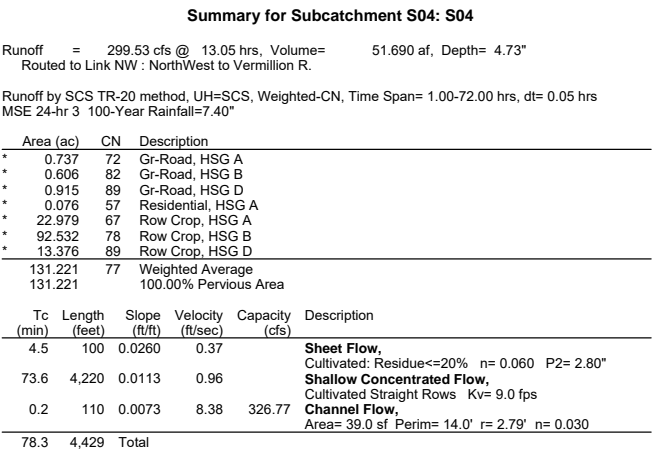 Summary for Subcatchment S04: S04
Runoff = 299.53 cfs @ 13.05 hrs, Volume= 51.690 af, Depth= 4.73"
Routed to Link NW : NorthWest to Vermillion R.
Runoff by SCS TR-20 method, UH=SCS, Weighted-CN, Time Span= 1.00-72.00 hrs, dt= 0.05 hrs
MSE 24-hr 3 100-Year Rainfall=7.40"
Area (ac) CN Description
* 0.737 72 Gr-Road, HSG A
* 0.606 82 Gr-Road, HSG B
* 0.915 89 Gr-Road, HSG D
* 0.076 57 Residential, HSG A
* 22.979 67 Row Crop, HSG A
* 92.532 78 Row Crop, HSG B
* 13.376 89 Row Crop, HSG D
131.221 77 Weighted Average
131.221 100.00% Pervious Area
Tc Length Slope Velocity Capacity Description
(min) (feet) (ft/ft) (ft/sec) (cfs)
4.5 100 0.0260 0.37 Sheet Flow,
Cultivated: Residue<=20% n= 0.060 P2= 2.80"
73.6 4,220 0.0113 0.96 Shallow Concentrated Flow,
Cultivated Straight Rows Kv= 9.0 fps
0.2 110 0.0073 8.38 326.77 Channel Flow,
Area= 39.0 sf Perim= 14.0' r= 2.79' n= 0.030
78.3 4,429 Total